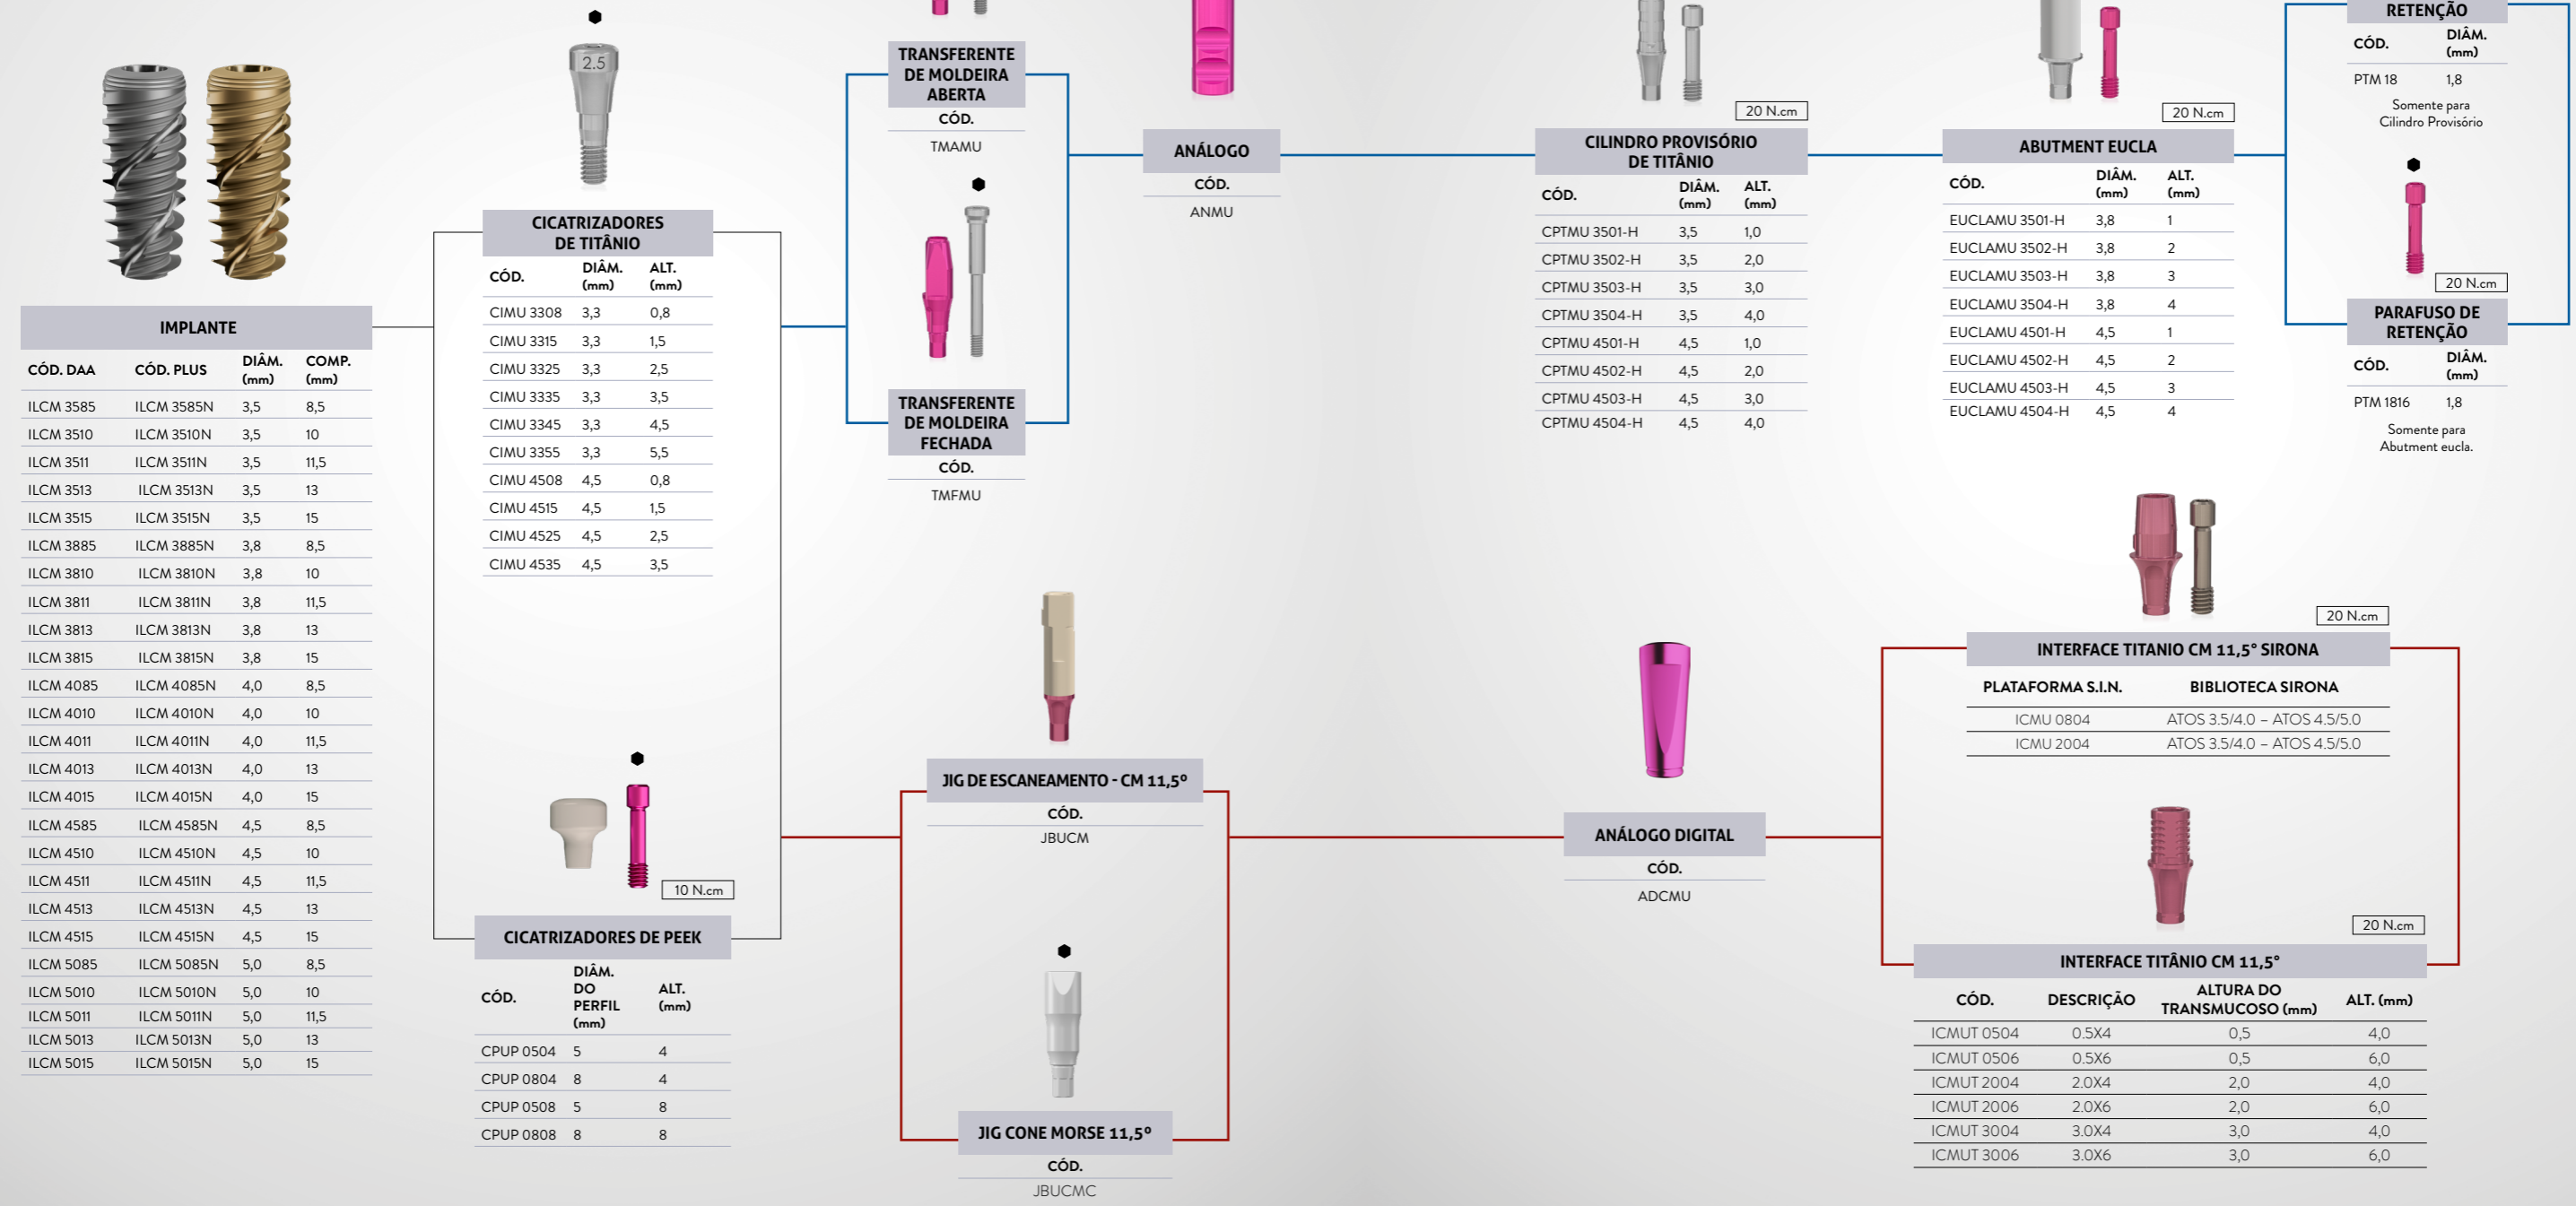 2.5
IMPLANTE
CÓD. DAA CÓD. PLUS DIÂM. (mm) COMP. (mm)
ILCM 3585 ILCM 3585N 3,5 8,5
ILCM 3510 ILCM 3510N 3,5 10
ILCM 3511 ILCM 3511N 3,5 11,5
ILCM 3513 ILCM 3513N 3,5 13
ILCM 3515 ILCM 3515N 3,5 15
ILCM 3885 ILCM 3885N 3,8 8,5
ILCM 3810 ILCM 3810N 3,8 10
ILCM 3811 ILCM 3811N 3,8 11,5
ILCM 3813 ILCM 3813N 3,8 13
ILCM 3815 ILCM 3815N 3,8 15
ILCM 4085 ILCM 4085N 4,0 8,5
ILCM 4010 ILCM 4010N 4,0 10
ILCM 4011 ILCM 4011N 4,0 11,5
ILCM 4013 ILCM 4013N 4,0 13
ILCM 4015 ILCM 4015N 4,0 15
ILCM 4585 ILCM 4585N 4,5 8,5
ILCM 4510 ILCM 4510N 4,5 10
ILCM 4511 ILCM 4511N 4,5 11,5
ILCM 4513 ILCM 4513N 4,5 13
ILCM 4515 ILCM 4515N 4,5 15
ILCM 5085 ILCM 5085N 5,0 8,5
ILCM 5010 ILCM 5010N 5,0 10
ILCM 5011 ILCM 5011N 5,0 11,5
ILCM 5013 ILCM 5013N 5,0 13
ILCM 5015 ILCM 5015N 5,0 15
CICATRIZADORES
DE TITÂNIO
CÓD. DIÂM. (mm) ALT. (mm)
CIMU 3308 3,3 0,8
CIMU 3315 3,3 1,5
CIMU 3325 3,3 2,5
CIMU 3335 3,3 3,5
CIMU 3345 3,3 4,5
CIMU 3355 3,3 5,5
CIMU 4508 4,5 0,8
CIMU 4515 4,5 1,5
CIMU 4525 4,5 2,5
CIMU 4535 4,5 3,5
10 N.cm
CICATRIZADORES DE PEEK
CÓD. DIÂM. DO PERFIL (mm) ALT. (mm)
CPUP 0504 5 4
CPUP 0804 8 4
CPUP 0508 5 8
CPUP 0808 8 8
TRANSFERENTE
DE MOLDEIRA
ABERTA
CÓD.
TMAMU
TRANSFERENTE
DE MOLDEIRA
FECHADA
CÓD.
TMFMU
ANÁLOGO
CÓD.
ANMU
JIG DE ESCANEAMENTO - CM 11,5º
CÓD.
JBUCM
JIG CONE MORSE 11,5º
CÓD.
JBUCMC
20 N.cm
CILINDRO PROVISÓRIO
DE TITÂNIO
CÓD. DIÂM. (mm) ALT. (mm)
CPTMU 3501-H 3,5 1,0
CPTMU 3502-H 3,5 2,0
CPTMU 3503-H 3,5 3,0
CPTMU 3504-H 3,5 4,0
CPTMU 4501-H 4,5 1,0
CPTMU 4502-H 4,5 2,0
CPTMU 4503-H 4,5 3,0
CPTMU 4504-H 4,5 4,0
20 N.cm
ABUTMENT EUCLA
CÓD. DIÂM. (mm) ALT. (mm)
EUCLAMU 3501-H 3,8 1
EUCLAMU 3502-H 3,8 2
EUCLAMU 3503-H 3,8 3
EUCLAMU 3504-H 3,8 4
EUCLAMU 4501-H 4,5 1
EUCLAMU 4502-H 4,5 2
EUCLAMU 4503-H 4,5 3
EUCLAMU 4504-H 4,5 4
RETENÇÃO
CÓD. DIÂM. (mm)
PTM 18 1,8
Somente para
Cilindro Provisório
20 N.cm
PARAFUSO DE
RETENÇÃO
CÓD. DIÂM. (mm)
PTM 1816 1,8
Somente para
Abutment eucla.
ANÁLOGO DIGITAL
CÓD.
ADCMU
20 N.cm
INTERFACE TITANIO CM 11,5° SIRONA
PLATAFORMA S.I.N. BIBLIOTECA SIRONA
ICMU 0804 ATOS 3.5/4.0 – ATOS 4.5/5.0
ICMU 2004 ATOS 3.5/4.0 – ATOS 4.5/5.0
20 N.cm
INTERFACE TITÂNIO CM 11,5°
CÓD. DESCRIÇÃO ALTURA DO TRANSMUCOSO (mm) ALT. (mm)
ICMUT 0504 0.5X4 0,5 4,0
ICMUT 0506 0.5X6 0,5 6,0
ICMUT 2004 2.0X4 2,0 4,0
ICMUT 2006 2.0X6 2,0 6,0
ICMUT 3004 3.0X4 3,0 4,0
ICMUT 3006 3.0X6 3,0 6,0